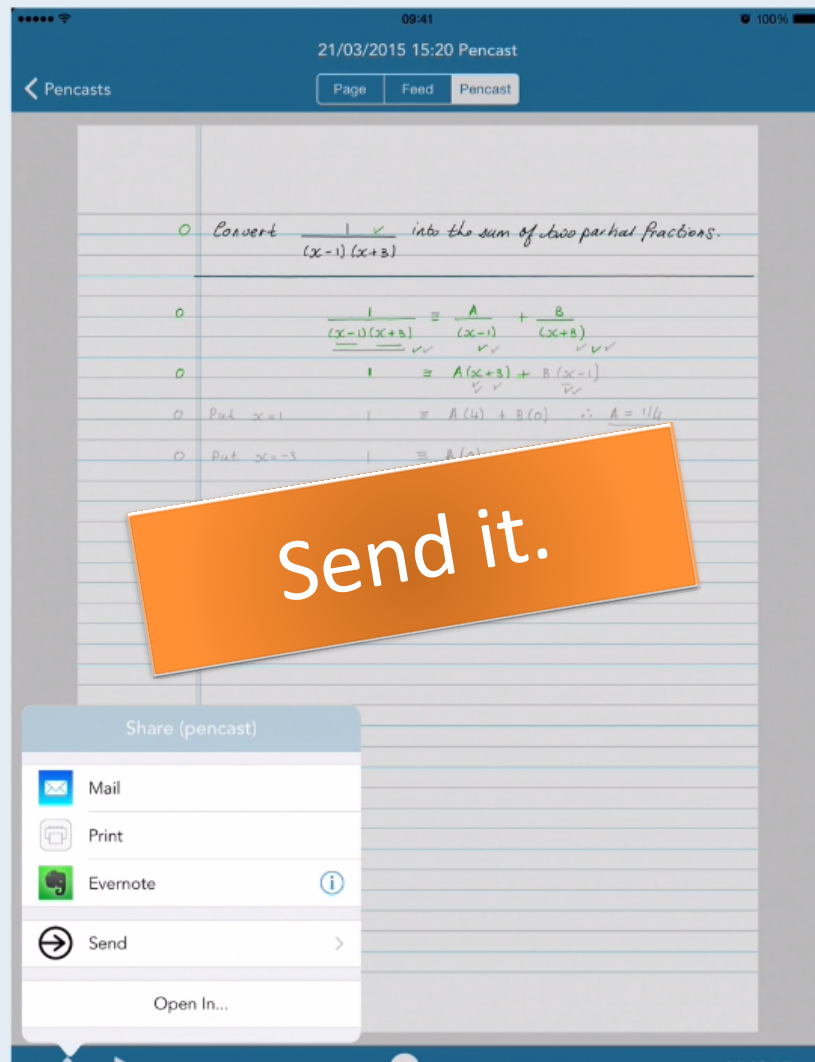 09:41 100%
21/03/2015 15:20 Pencast
Pencasts Page Feed Pencast
Convert 1 / (x-1)(x+3) into the sum of two partial fractions.
1 / (x-1)(x+3) ≡ A / (x-1) + B / (x+3)
1 ≡ A(x+3) + B(x-1)
Put x=1 1 ≡ A(4) + B(0) ∴ A = 1/4
Put x=-3 1 ≡ A(0)
Send it.
Share (pencast)
Mail
Print
Evernote
Send
Open In...